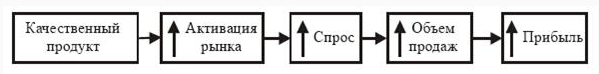 Качественный
продукт
Активация
рынка
Спрос
Объем
продаж
Прибыль